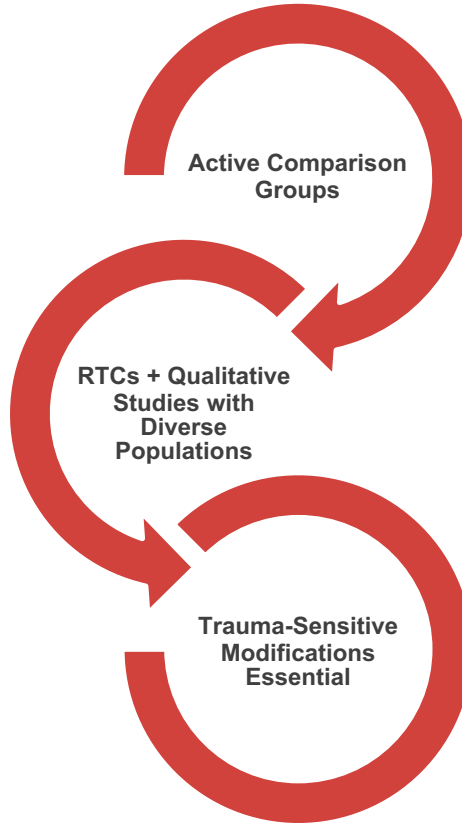 Active Comparison
Groups
RTCs + Qualitative
Studies with
Diverse
Populations
Trauma-Sensitive
Modifications
Essential